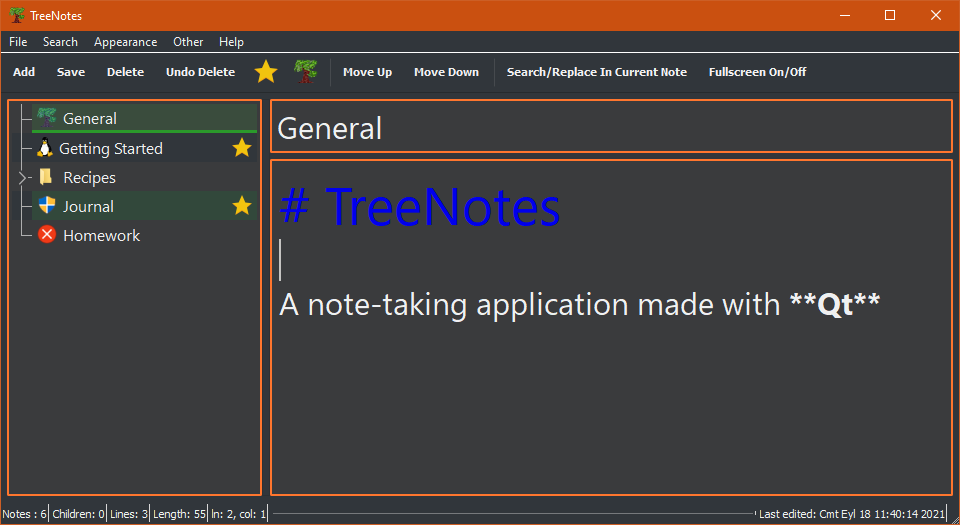 TreeNotes
File Search Appearance Other Help
Add Save Delete Undo Delete Move Up Move Down Search/Replace In Current Note Fullscreen On/Off
General
Getting Started
Recipes
Journal
Homework
General
# TreeNotes
A note-taking application made with **Qt**
Notes : 6 Children: 0 Lines: 3 Length: 55 ln: 2, col: 1 Last edited: Cmt Eyl 18 11:40:14 2021